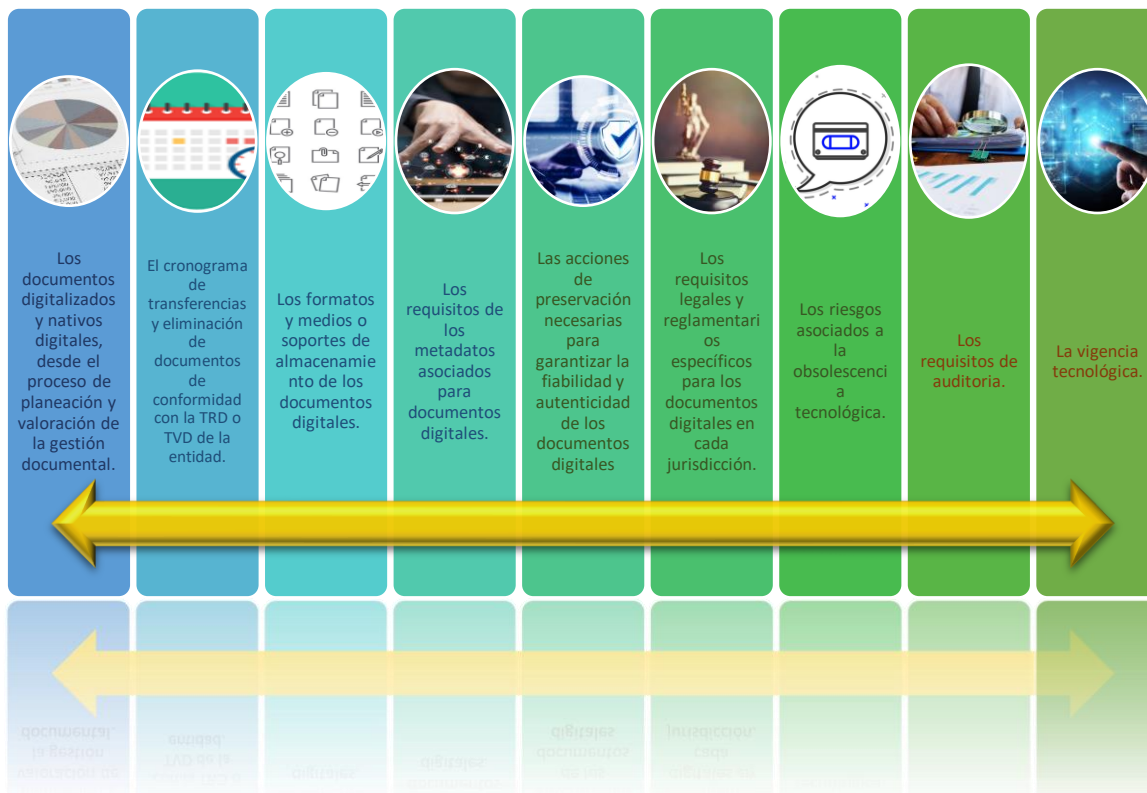 Los
documentos
digitalizados
y nativos
digitales,
desde el
proceso de
planeación y
valoración de
la gestión
documental.
El cronograma
de
transferencias
y eliminación
de
documentos
de
conformidad
con la TRD o
TVD de la
entidad.
Los formatos
y medios o
soportes de
almacenamie
nto de los
documentos
digitales.
Los
requisitos de
los
metadatos
asociados
para
documentos
digitales.
Las acciones
de
preservación
necesarias
para
garantizar la
fiabilidad y
autenticidad
de los
documentos
digitales
Los
requisitos
legales y
reglamentari
os
específicos
para los
documentos
digitales en
cada
jurisdicción.
Los riesgos
asociados a
la
obsolescenci
a
tecnológica.
Los
requisitos de
auditoria.
La vigencia
tecnológica.